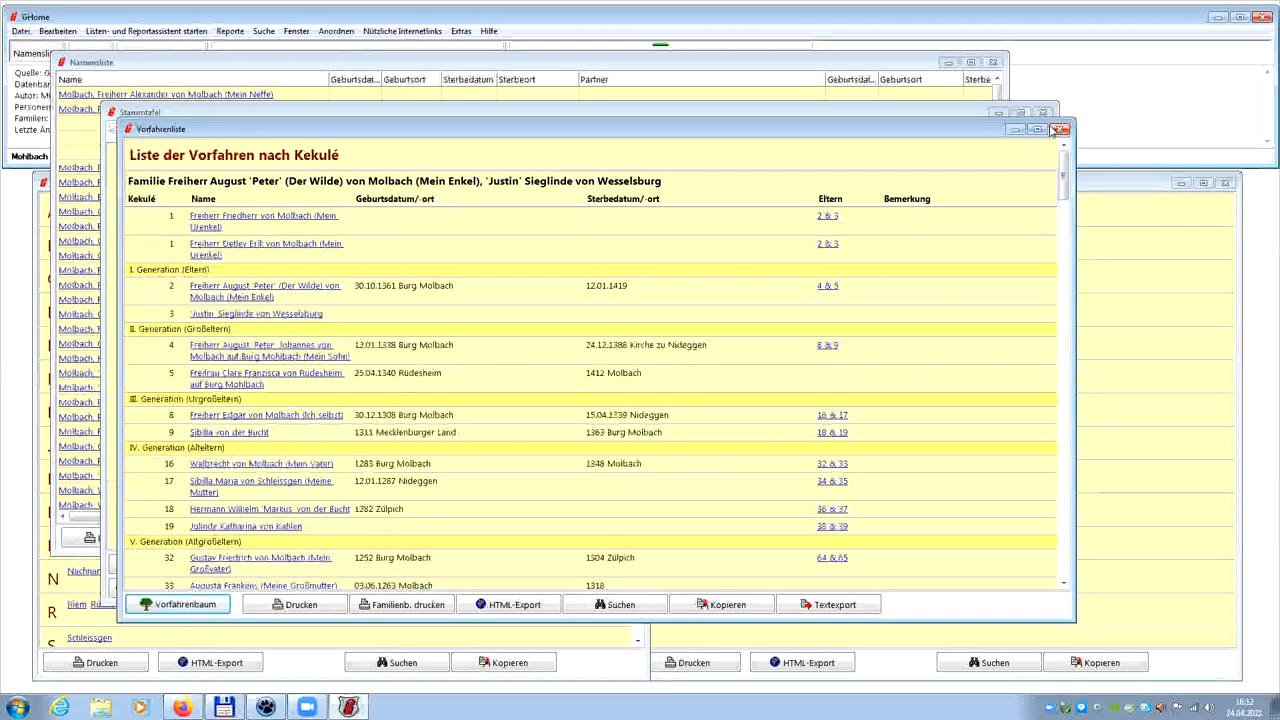 GHome
Datei Bearbeiten Listen- und Reportassistent starten Reporte Suche Fenster Anordnen Nützliche Internetlinks Extras Hilfe
Namensliste
Name Geburtsdat... Geburtsort Sterbedatum Sterbeort Partner Geburtsdat... Geburtsort Sterbe
Molbach, Freiherr Alexander von Molbach (Mein Neffe)
Stammtafel
Vorfahrenliste
Liste der Vorfahren nach Kekulé
Familie Freiherr August 'Peter' (Der Wilde) von Molbach (Mein Enkel), 'Justin' Sieglinde von Wesselsburg
Kekulé Name Geburtsdatum/-ort Sterbedatum/-ort Eltern Bemerkung
1 Freiherr Friedherr von Molbach (Mein
Urenkel) 2 & 3
1 Freiherr Detlev Erill von Molbach (Mein
Urenkel) 2 & 3
I. Generation (Eltern)
2 Freiherr August 'Peter' (Der Wilde) von
Molbach (Mein Enkel) 30.10.1361 Burg Molbach 12.01.1419 4 & 5
3 'Justin' Sieglinde von Wesselsburg
II. Generation (Großeltern)
4 Freiherr August 'Peter' Johannes von
Molbach auf Burg Mohlbach (Mein Sohn) 12.01.1338 Burg Molbach 24.12.1388 Kirche zu Nideggen 8 & 9
5 Freifrau Clare Franzisca von Rüdesheim
auf Burg Mohlbach 25.04.1340 Rüdesheim 1412 Molbach
III. Generation (Urgroßeltern)
8 Freiherr Edgar von Molbach (Ich selbst) 30.12.1308 Burg Molbach 15.04.1339 Nideggen 16 & 17
9 Sibilla von der Bucht 1311 Mecklenburger Land 1363 Burg Molbach 18 & 19
IV. Generation (Alteltern)
16 Walbrecht von Molbach (Mein Vater) 1283 Burg Molbach 1348 Molbach 32 & 33
17 Sibilla Maria von Schleissgen (Meine
Mutter) 12.01.1287 Nideggen 34 & 35
18 Hermann Willhelm 'Markus' von der Bucht 1282 Zülpich 36 & 37
19 Julinde Katharina von Kahlen 38 & 39
V. Generation (Altgroßeltern)
32 Gustav Friedrich von Molbach (Mein
Großvater) 1252 Burg Molbach 1304 Zülpich 64 & 65
33 Augusta Frankens (Meine Großmutter) 03.06.1263 Molbach 1318
Vorfahrenbaum Drucken Familienb. drucken HTML-Export Suchen Kopieren Textexport
N
R Riem
Schleissgen
Drucken HTML-Export Suchen Kopieren
Drucken HTML-Export Suchen Kopieren
16:32
24.04.2021